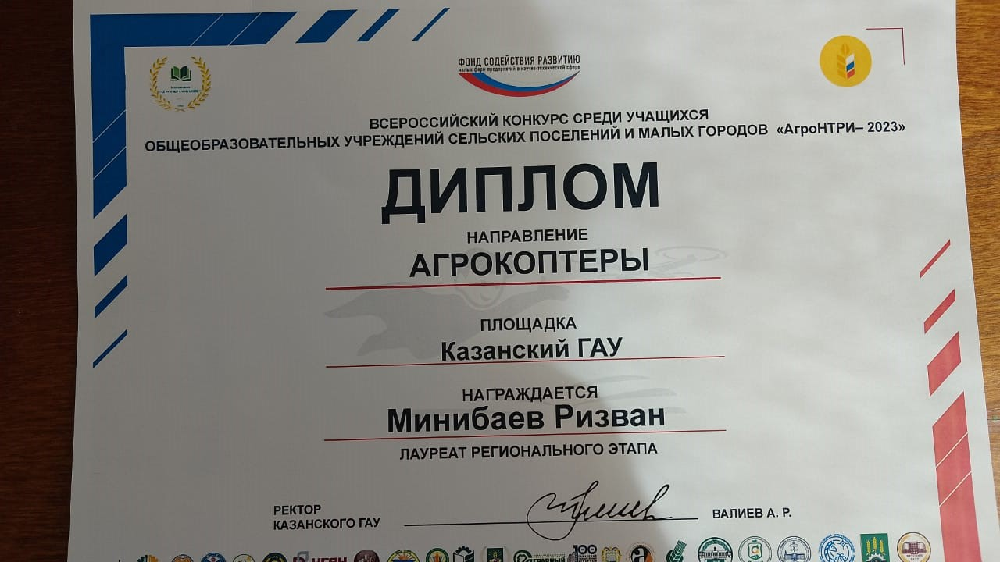 ФОНД СОДЕЙСТВИЯ РАЗВИТИЮ
малых форм предприятий в научно-технической сфере
ВСЕРОССИЙСКИЙ КОНКУРС СРЕДИ УЧАЩИХСЯ
ОБЩЕОБРАЗОВАТЕЛЬНЫХ УЧРЕЖДЕНИЙ СЕЛЬСКИХ ПОСЕЛЕНИЙ И МАЛЫХ ГОРОДОВ «АгроНТРИ– 2023»
ДИПЛОМ
НАПРАВЛЕНИЕ
АГРОКОПТЕРЫ
ПЛОЩАДКА
Казанский ГАУ
НАГРАЖДАЕТСЯ
Минибаев Ризван
ЛАУРЕАТ РЕГИОНАЛЬНОГО ЭТАПА
РЕКТОР
КАЗАНСКОГО ГАУ
ВАЛИЕВ А. Р.
100